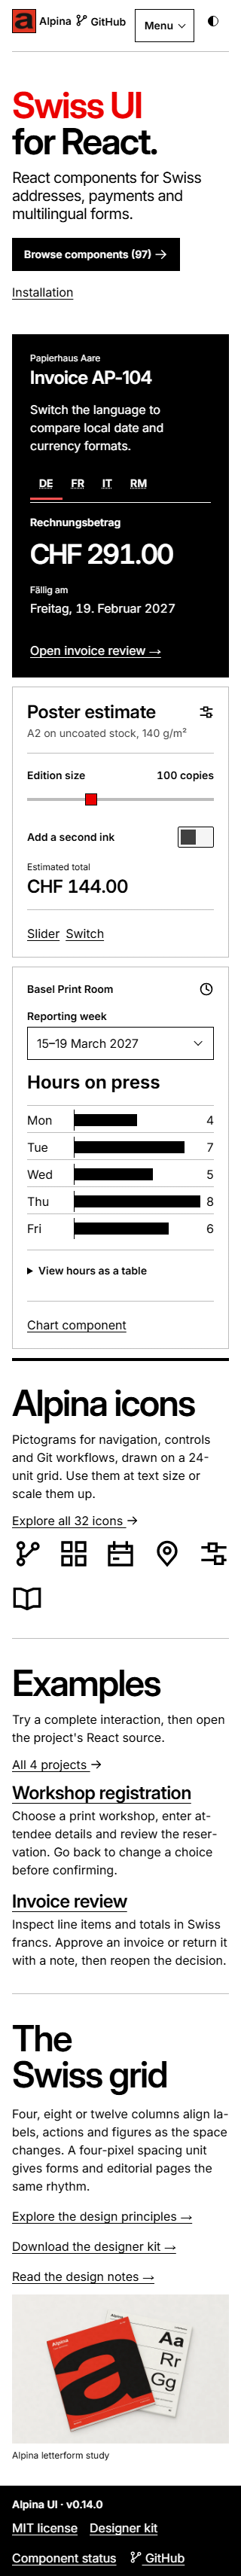 a Alpina GitHub Menu
Swiss UI
for React.
React components for Swiss
addresses, payments and
multilingual forms.
Browse components (97) →
Installation
Papierhaus Aare
Invoice AP-104
Switch the language to
compare local date and
currency formats.
DE FR IT RM
Rechnungsbetrag
CHF 291.00
Fällig am
Freitag, 19. Februar 2027
Open invoice review →
Poster estimate
A2 on uncoated stock, 140 g/m²
Edition size 100 copies
Add a second ink
Estimated total
CHF 144.00
Slider Switch
Basel Print Room
Reporting week
15–19 March 2027
Hours on press
Mon 4
Tue 7
Wed 5
Thu 8
Fri 6
View hours as a table
Chart component
Alpina icons
Pictograms for navigation, controls
and Git workflows, drawn on a 24-
unit grid. Use them at text size or
scale them up.
Explore all 32 icons →
Examples
Try a complete interaction, then open
the project's React source.
All 4 projects →
Workshop registration
Choose a print workshop, enter at-
tendee details and review the reser-
vation. Go back to change a choice
before confirming.
Invoice review
Inspect line items and totals in Swiss
francs. Approve an invoice or return it
with a note, then reopen the decision.
The
Swiss grid
Four, eight or twelve columns align la-
bels, actions and figures as the space
changes. A four-pixel spacing unit
gives forms and editorial pages the
same rhythm.
Explore the design principles →
Download the designer kit →
Read the design notes →
Alpina
a
Aa
Rr
Gg
Alpina letterform study
Alpina UI · v0.14.0
MIT license Designer kit
Component status GitHub